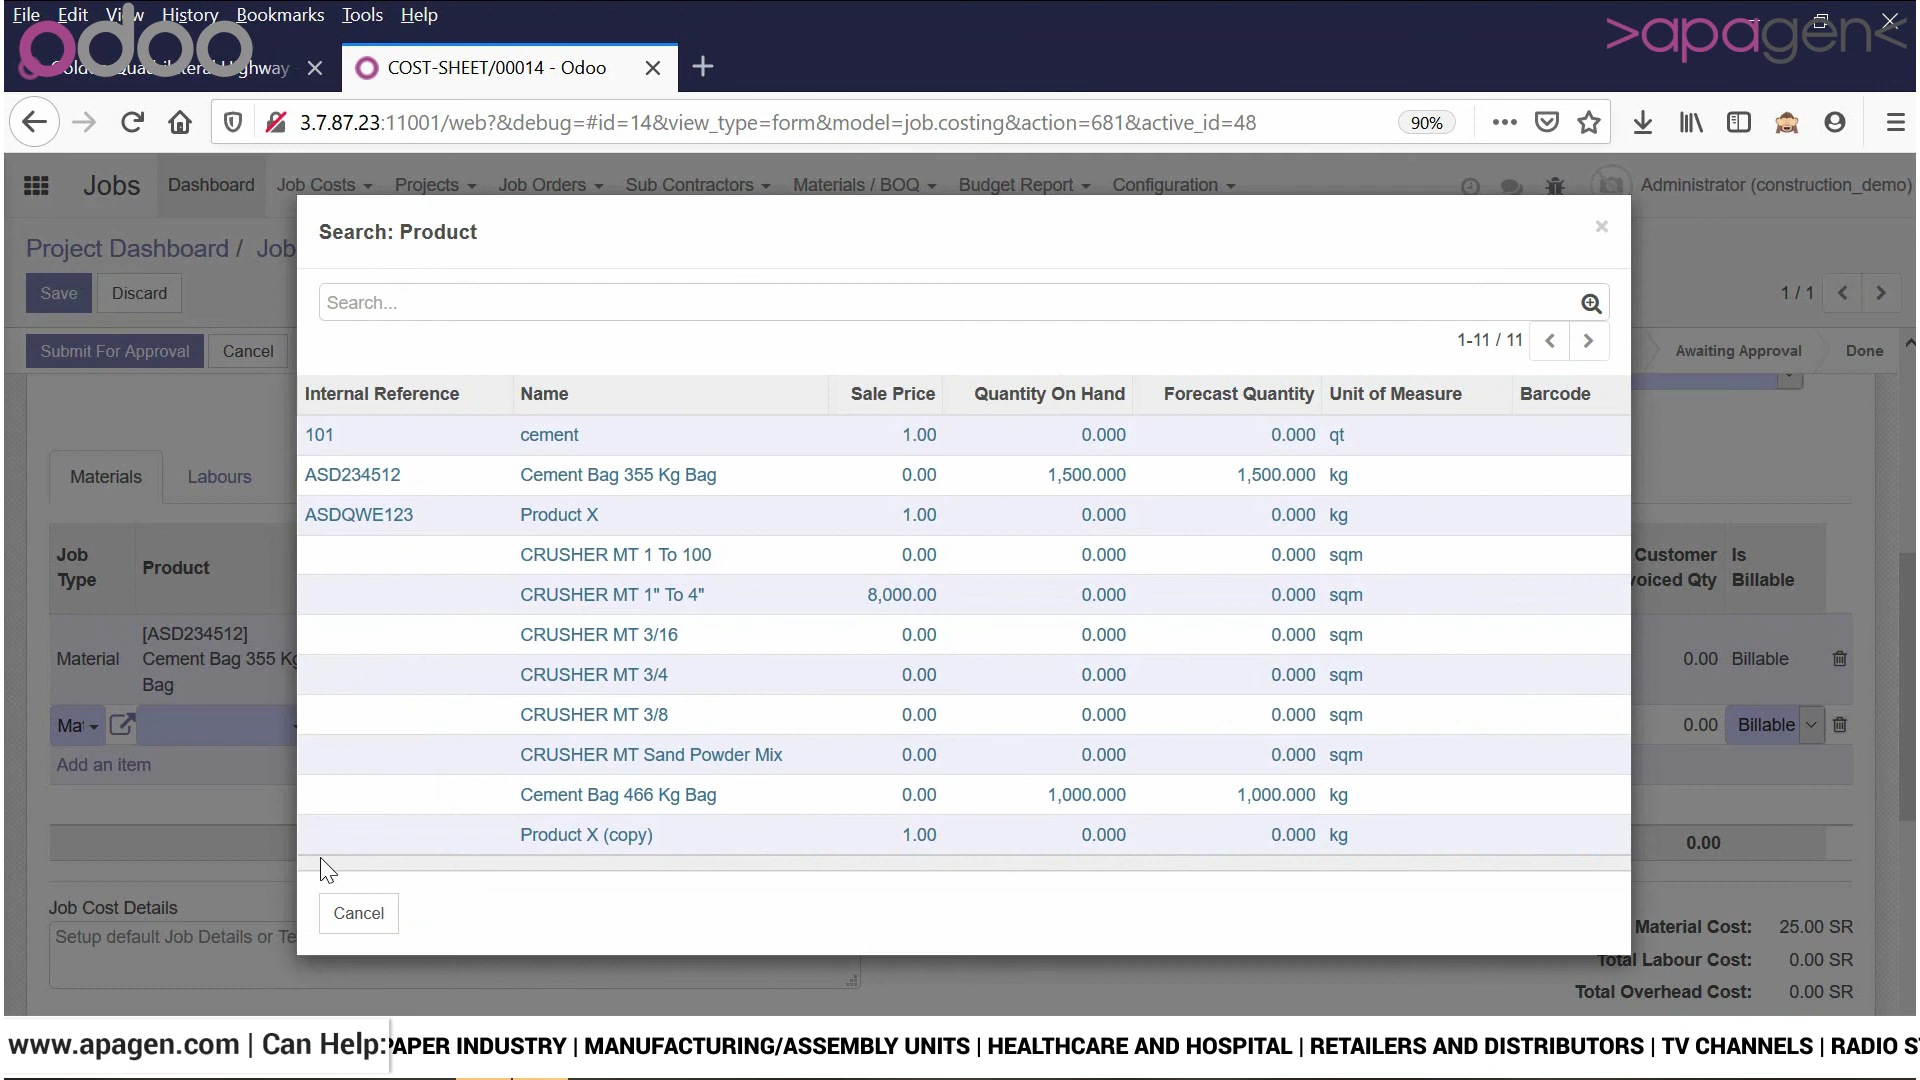 File Edit View History Bookmarks Tools Help
odoo
>apagen<
Quadrilateral Highway
COST-SHEET/00014 - Odoo
3.7.87.23:11001/web?&debug=#id=14&view_type=form&model=job.costing&action=681&active_id=48
90%
Jobs Dashboard Job Costs Projects Job Orders Sub Contractors Materials / BOQ Budget Report Configuration Administrator (construction_demo)
Project Dashboard / Job
Save Discard 1 / 1
Submit For Approval Cancel Awaiting Approval Done
Search: Product ×
Search...
1-11 / 11
Internal Reference Name Sale Price Quantity On Hand Forecast Quantity Unit of Measure Barcode
101 cement 1.00 0.000 0.000 qt
ASD234512 Cement Bag 355 Kg Bag 0.00 1,500.000 1,500.000 kg
ASDQWE123 Product X 1.00 0.000 0.000 kg
CRUSHER MT 1 To 100 0.00 0.000 0.000 sqm
CRUSHER MT 1" To 4" 8,000.00 0.000 0.000 sqm
CRUSHER MT 3/16 0.00 0.000 0.000 sqm
CRUSHER MT 3/4 0.00 0.000 0.000 sqm
CRUSHER MT 3/8 0.00 0.000 0.000 sqm
CRUSHER MT Sand Powder Mix 0.00 0.000 0.000 sqm
Cement Bag 466 Kg Bag 0.00 1,000.000 1,000.000 kg
Product X (copy) 1.00 0.000 0.000 kg
Cancel
Materials Labours
Job Product Customer Is
Type voiced Qty Billable
[ASD234512]
Material Cement Bag 355 Kg 0.00 Billable
Bag
Mat 0.00 Billable
Add an item
0.00
Job Cost Details
Setup default Job Details or Te
Material Cost: 25.00 SR
Total Labour Cost: 0.00 SR
Total Overhead Cost: 0.00 SR
www.apagen.com | Can Help: PAPER INDUSTRY | MANUFACTURING/ASSEMBLY UNITS | HEALTHCARE AND HOSPITAL | RETAILERS AND DISTRIBUTORS | TV CHANNELS | RADIO S